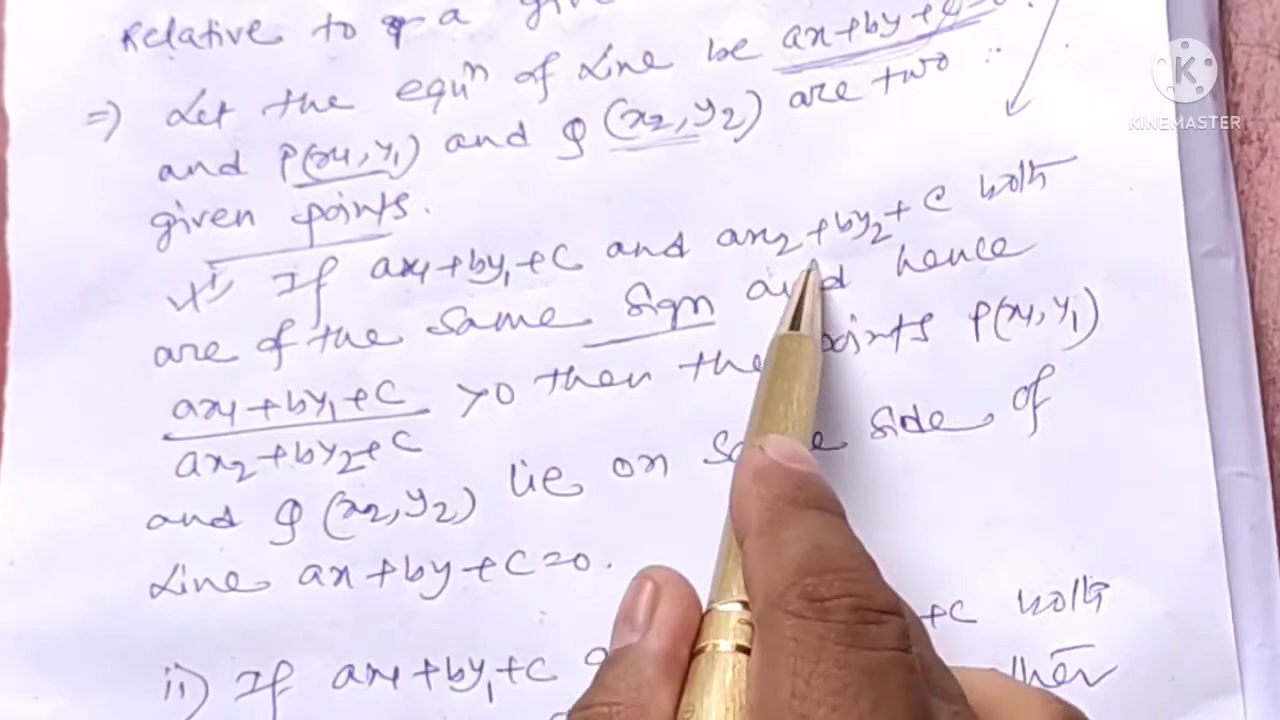 Relative to a
⇒) Let the equⁿ of Line be ax+by+c=0
and P(x1,y1) and Q (x2,y2) are two
given points.
i) If ax1+by1+C and ax2+by2+C both
are of the same sign and hence
ax1+by1+C
ax2+by2+C
>0 then the points P(x1,y1)
and Q (x2,y2) lie on same side of
Line ax+by+C=0.
ii) If ax1+by1+C +C both
KINEMASTER